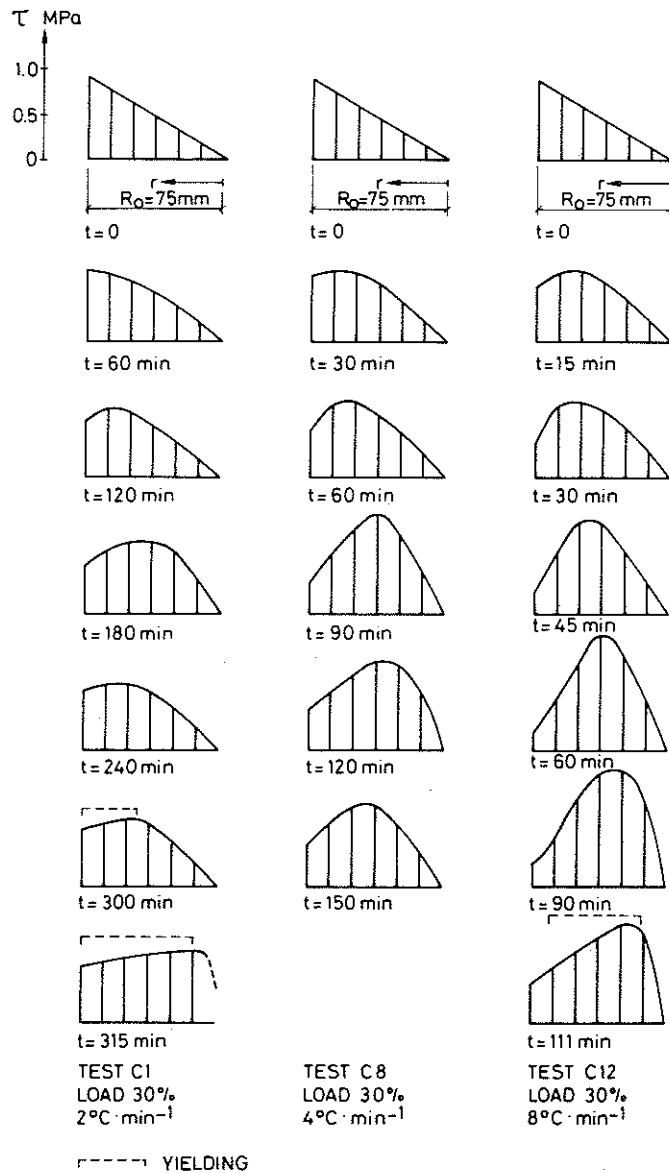 τ MPa
1.0
0.5
0
r
R₀=75mm
t=0
r
R₀=75 mm
t=0
r
R₀=75 mm
t=0
t=60 min
t=30 min
t=15 min
t=120 min
t=60 min
t=30 min
t=180 min
t=90 min
t=45 min
t=240 min
t=120 min
t=60 min
t=300 min
t=150 min
t=90 min
t=315 min
t=111 min
TEST C1
LOAD 30%
2°C·min⁻¹
TEST C8
LOAD 30%
4°C·min⁻¹
TEST C12
LOAD 30%
8°C·min⁻¹
YIELDING